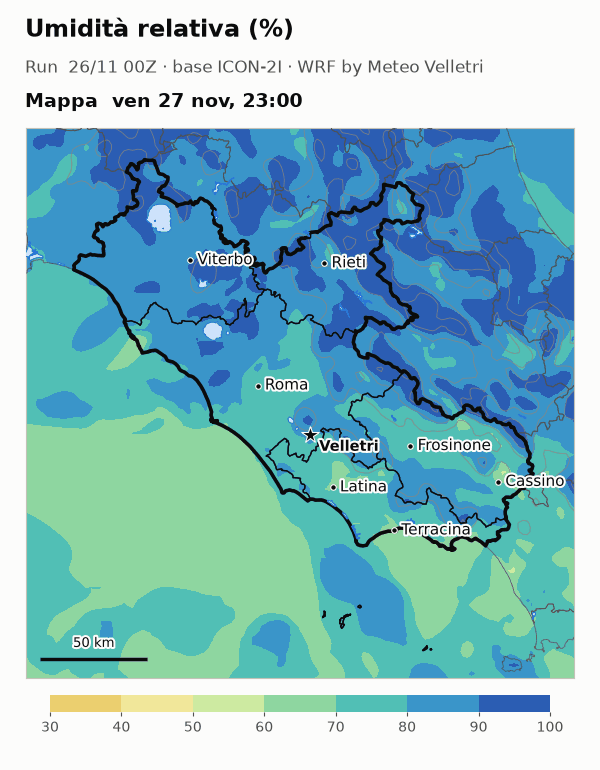 Umidità relativa (%)
Run  26/11 00Z · base ICON-2I · WRF by Meteo Velletri
Mappa  ven 27 nov, 23:00
Viterbo
Rieti
Roma
Velletri
Frosinone
Latina
Cassino
Terracina
50 km
30 40 50 60 70 80 90 100